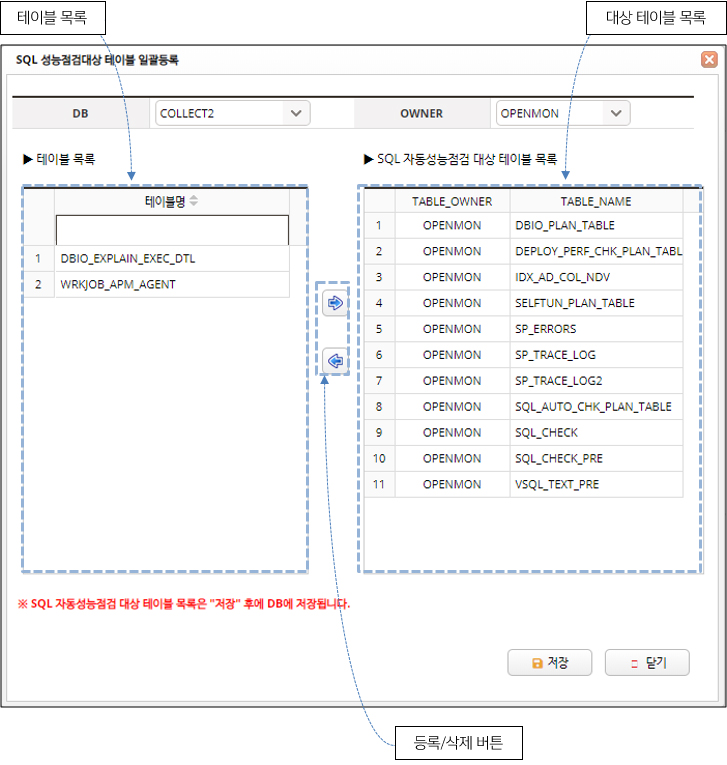 테이블 목록
대상 테이블 목록
SQL 성능점검대상 테이블 일괄등록
DB COLLECT2 OWNER OPENMON
▶ 테이블 목록
▶ SQL 자동성능점검 대상 테이블 목록
테이블명
1 DBIO_EXPLAIN_EXEC_DTL
2 WRKJOB_APM_AGENT
TABLE_OWNER TABLE_NAME
1 OPENMON DBIO_PLAN_TABLE
2 OPENMON DEPLOY_PERF_CHK_PLAN_TABL
3 OPENMON IDX_AD_COL_NDV
4 OPENMON SELFTUN_PLAN_TABLE
5 OPENMON SP_ERRORS
6 OPENMON SP_TRACE_LOG
7 OPENMON SP_TRACE_LOG2
8 OPENMON SQL_AUTO_CHK_PLAN_TABLE
9 OPENMON SQL_CHECK
10 OPENMON SQL_CHECK_PRE
11 OPENMON VSQL_TEXT_PRE
※ SQL 자동성능점검 대상 테이블 목록은 "저장" 후에 DB에 저장됩니다.
저장
닫기
등록/삭제 버튼